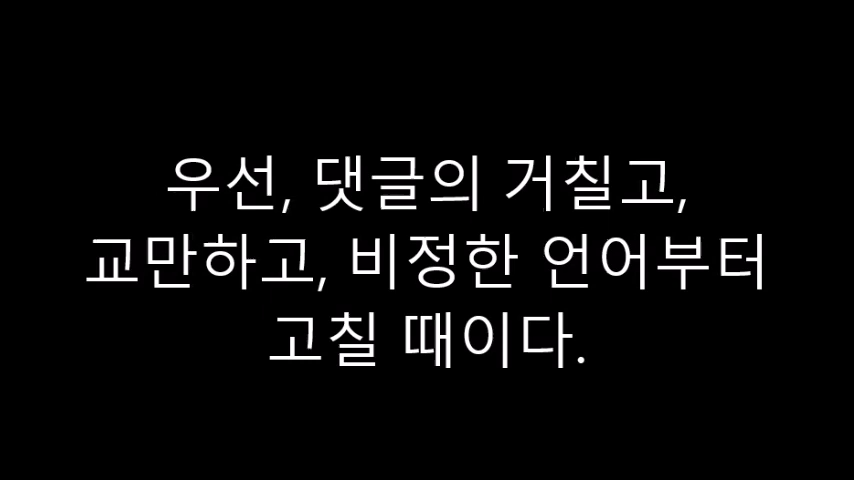 우선, 댓글의 거칠고,
교만하고, 비정한 언어부터
고칠 때이다.